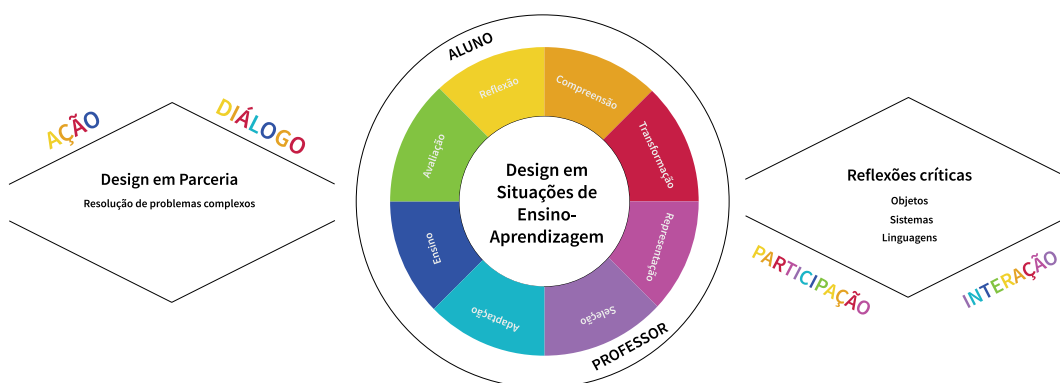 AÇÃO
DIÁLOGO
Design em Parceria
Resolução de problemas complexos
ALUNO
Reflexão
Compreensão
Transformação
Representação
Seleção
Adaptação
Ensino
Avaliação
Design em
Situações de
Ensino-
Aprendizagem
PROFESSOR
Reflexões críticas
Objetos
Sistemas
Linguagens
PARTICIPAÇÃO
INTERAÇÃO